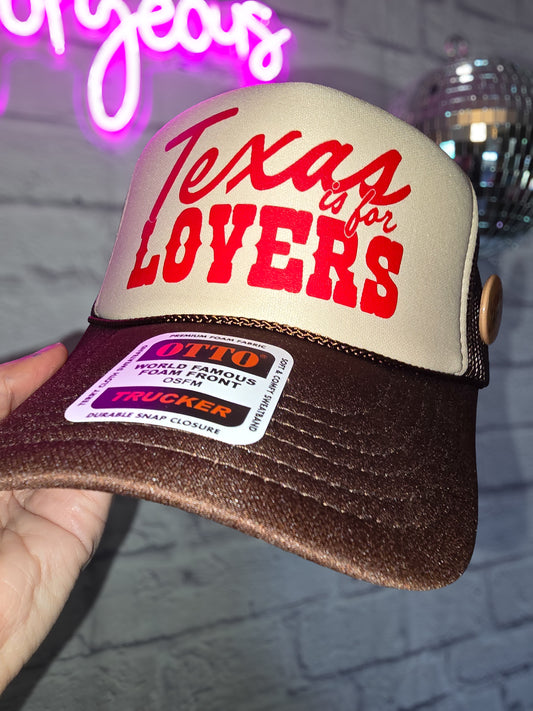 gorgeous
Texas
is for
LOVERS
PREMIUM FOAM FABRIC
OTTO
WORLD FAMOUS
FOAM FRONT
OSFM
TRUCKER
DURABLE SNAP CLOSURE
SOFT & COMFY SWEATBAND